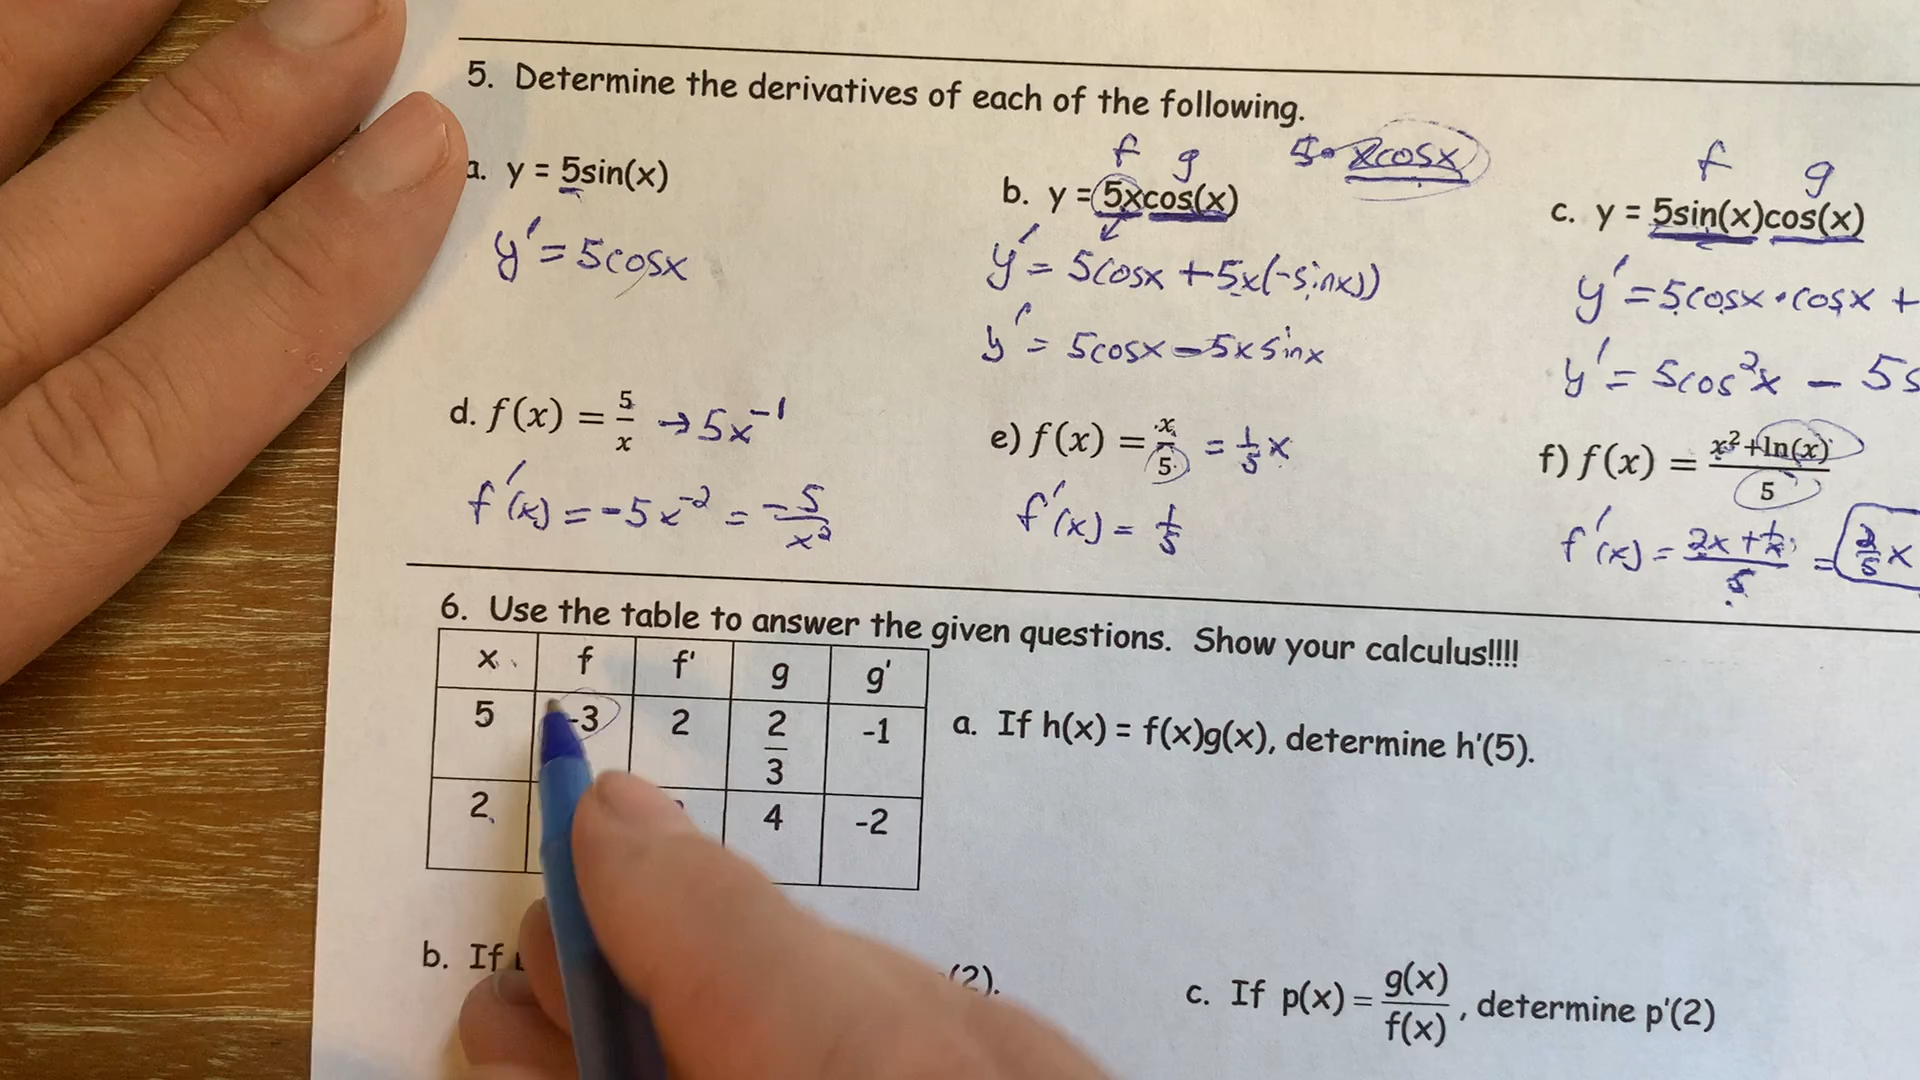 5. Determine the derivatives of each of the following.
f g 5·xcosx f g
a. y = 5sin(x) b. y = 5xcos(x) c. y = 5sin(x)cos(x)
y' = 5cosx y' = 5cosx + 5x(-sinx) y' = 5cosx·cosx +
y' = 5cosx - 5xsinx y' = 5cos²x - 5s
d. f(x) = 5/x → 5x⁻¹ e) f(x) = x/5 = 1/5 x f) f(x) = x²+ln(x)/5
f'(x) = -5x⁻² = -5/x² f'(x) = 1/5 f'(x) = 2x + 1/x / 5 = 2/5 x
6. Use the table to answer the given questions. Show your calculus!!!!
x f f' g g'
5 -3 2 2/3 -1
2 4 -2
a. If h(x) = f(x)g(x), determine h'(5).
b. If (2).
c. If p(x) = g(x)/f(x), determine p'(2)